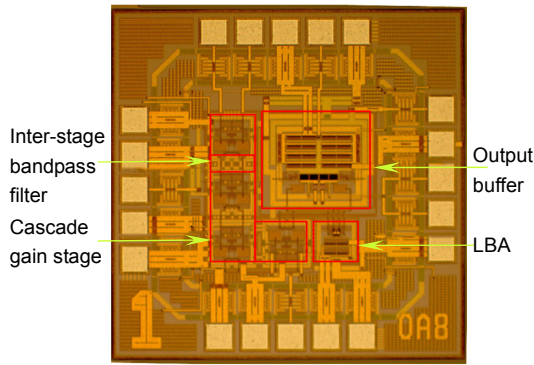 Inter-stage
bandpass
filter
Cascade
gain stage
Output
buffer
LBA
1
OA8